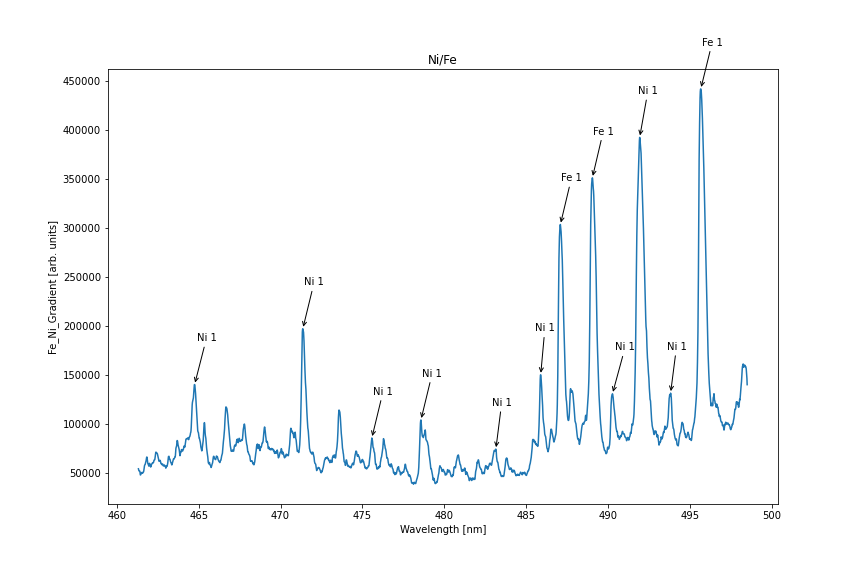 Fe 1
Ni/Fe
450000
Ni 1
400000
Fe 1
350000
Fe 1
300000
Ni 1
250000
200000
Ni 1
Ni 1
Ni 1
Ni 1
150000
Ni 1
Ni 1
Ni 1
100000
50000
Fe_Ni_Gradient [arb. units]
460 465 470 475 480 485 490 495 500
Wavelength [nm]